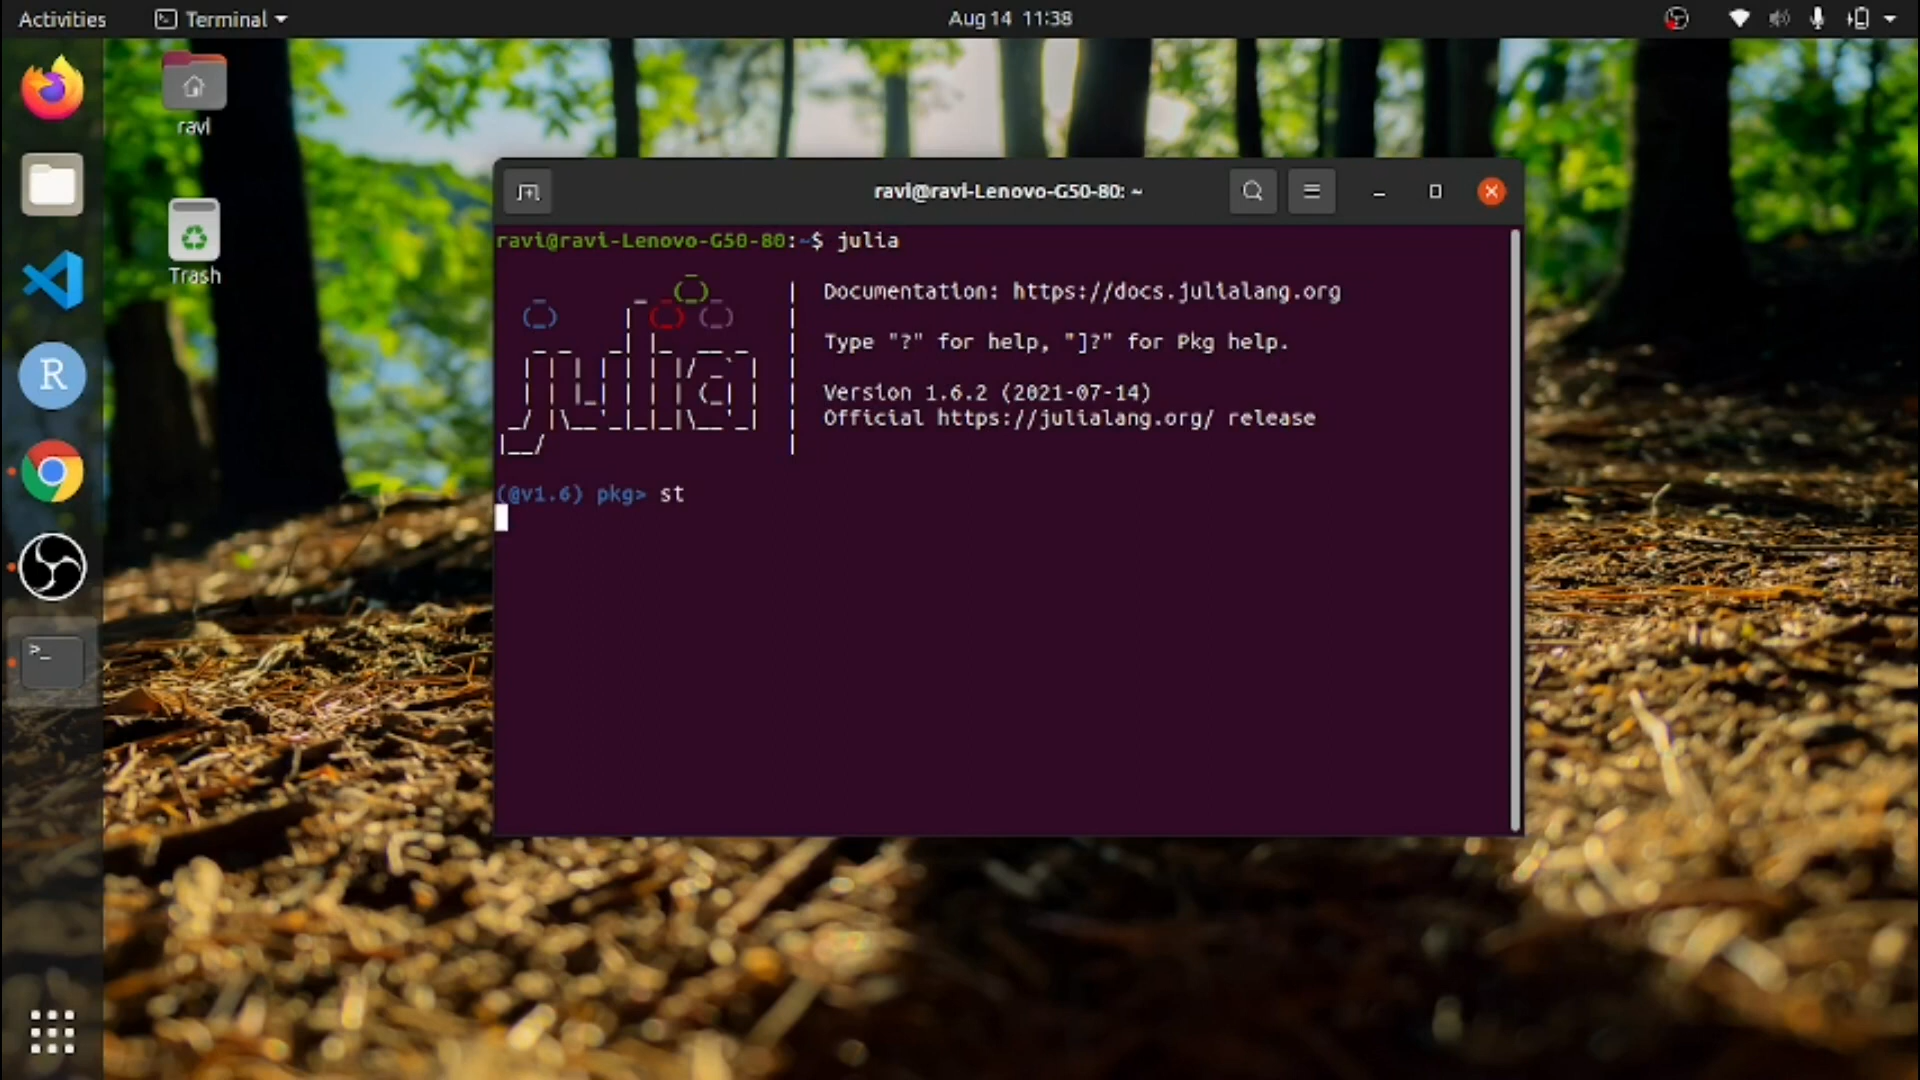 Activities
Terminal
Aug 14 11:38
ravi
Trash
R
>_
ravi@ravi-Lenovo-G50-80: ~
ravi@ravi-Lenovo-G50-80:~$ julia
Documentation: https://docs.julialang.org
Type "?" for help, "]?" for Pkg help.
Version 1.6.2 (2021-07-14)
Official https://julialang.org/ release
julia
(@v1.6) pkg> st